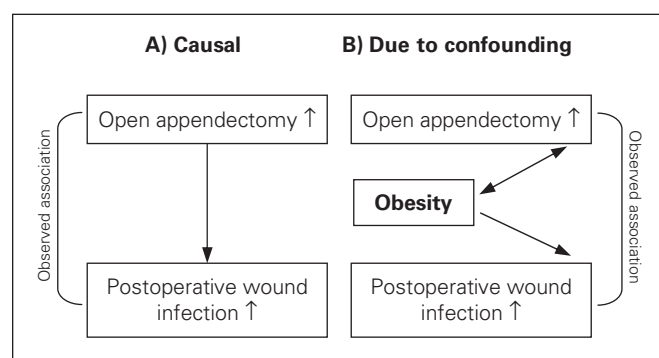 A) Causal
B) Due to confounding
Observed association
Open appendectomy ↑
Postoperative wound
infection ↑
Open appendectomy ↑
Obesity
Postoperative wound
infection ↑
Observed association